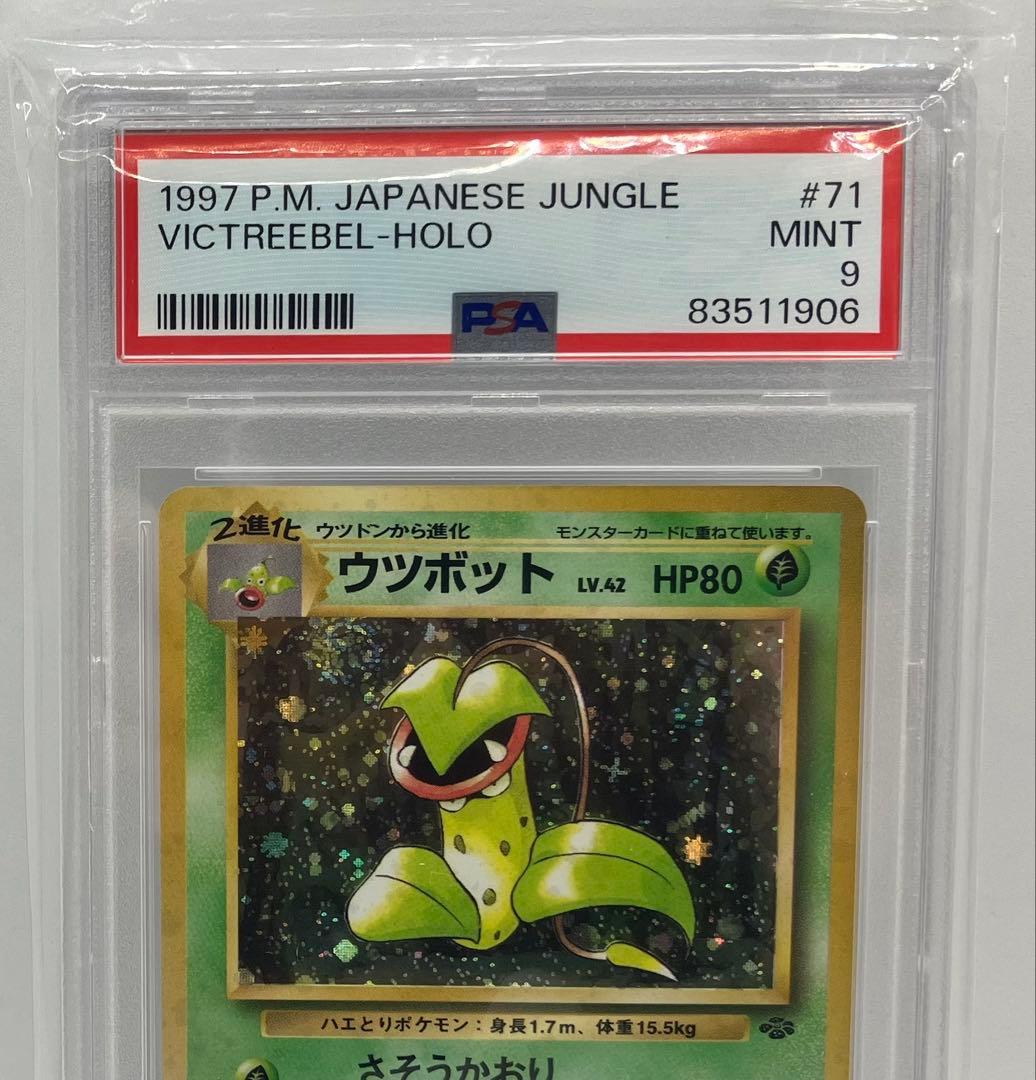 1997 P.M. JAPANESE JUNGLE #71
VICTREEBEL-HOLO MINT
9
PSA 83511906
2進化 ウツドンから進化 モンスターカードに重ねて使います。
ウツボット LV.42 HP80
ハエとりポケモン：身長1.7m、体重15.5kg
さそうかおり